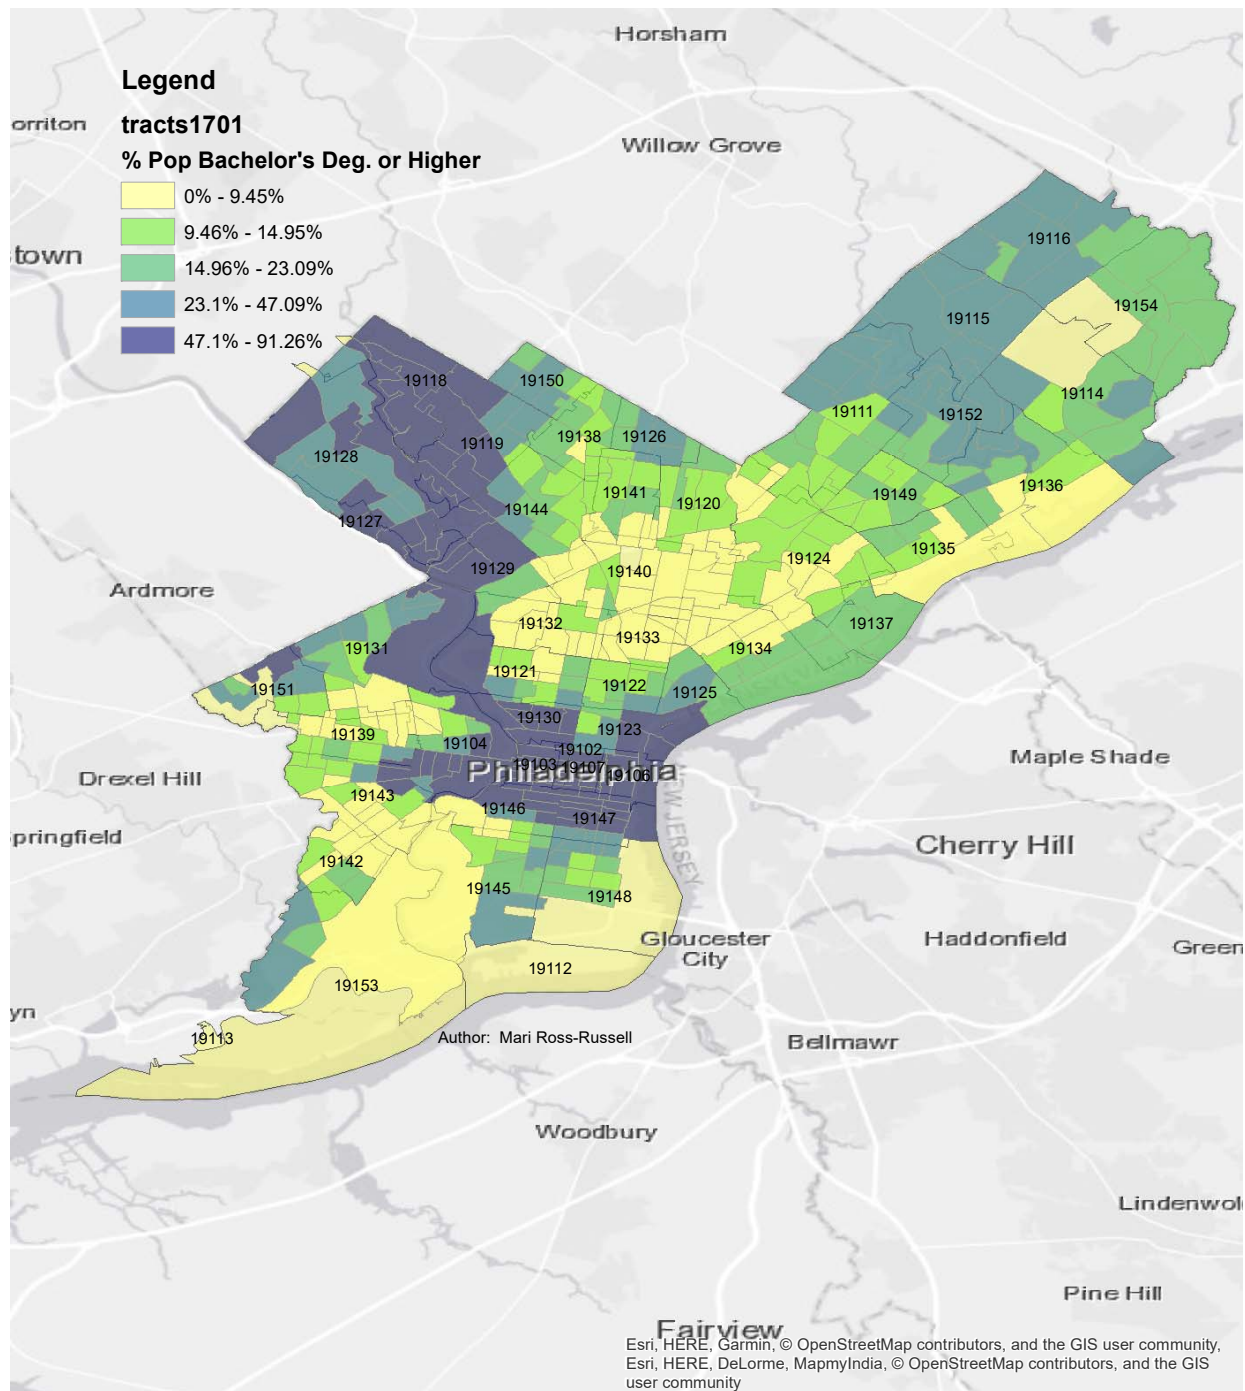 Horsham
Legend
tracts1701
orriton
Willow Grove
% Pop Bachelor's Deg. or Higher
0% - 9.45%
9.46% - 14.95%
19116
town
14.96% - 23.09%
23.1% - 47.09%
19154
19115
47.1% - 91.26%
19118
19150
19114
19111
19152
19119
19138
19126
19128
19136
19141
19149
19120
19144
19127
19135
19124
19129
19140
Ardmore
19132
19137
19133
19131
19134
19121
19151
19122
19125
19130
19123
19139
19104
19102
Maple Shade
19103
19107
19106
Philadelphia
Drexel Hill
19143
19146
19147
pringfield
NEW JERSEY
Cherry Hill
19142
19145
19148
Gloucester
City
Haddonfield
Green
19112
19153
yn
19113
Author: Mari Ross-Russell
Bellmawr
Woodbury
Lindenwol
Pine Hill
Fairview
Esri, HERE, Garmin, © OpenStreetMap contributors, and the GIS user community,
Esri, HERE, DeLorme, MapmyIndia, © OpenStreetMap contributors, and the GIS
user community